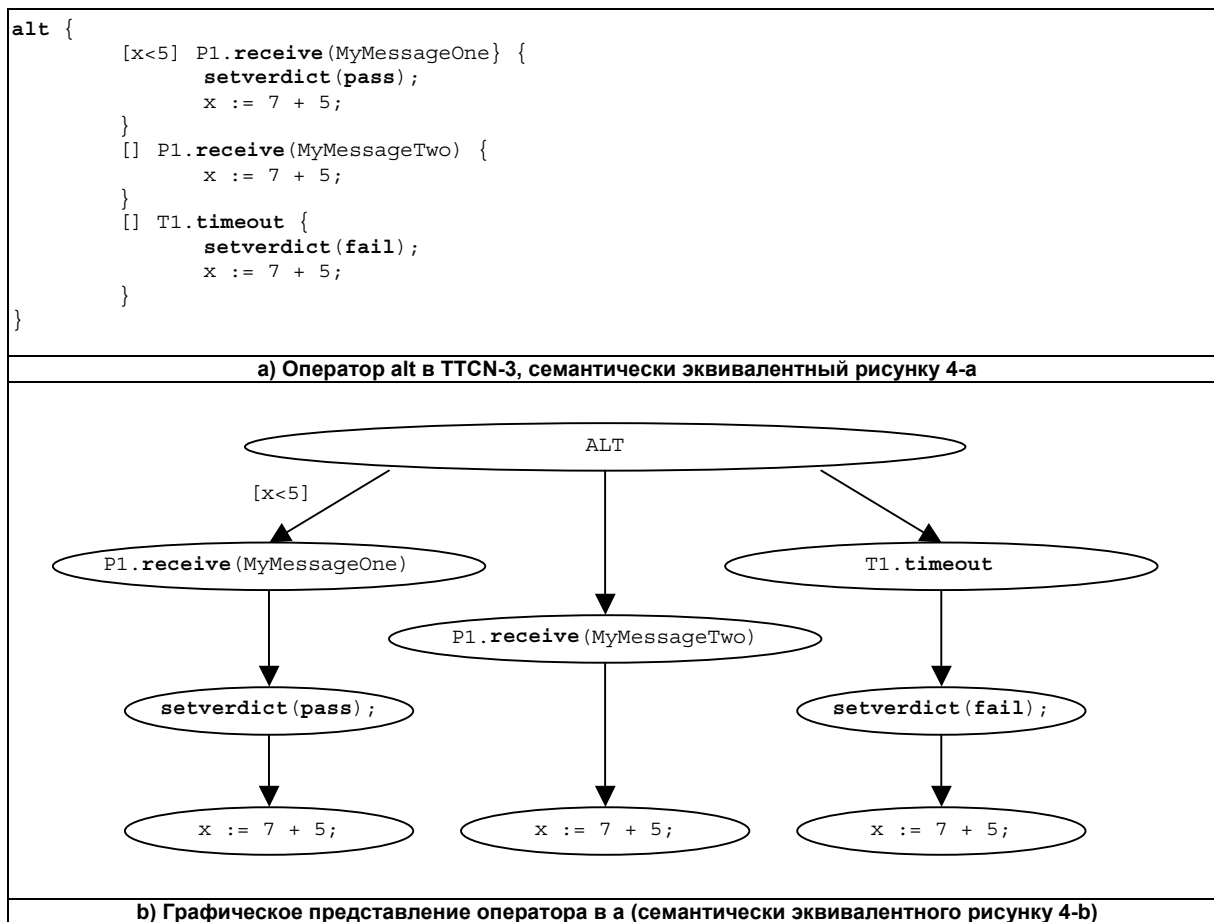 alt {
[x<5] P1.receive(MyMessageOne} {
setverdict(pass);
x := 7 + 5;
}
[] P1.receive(MyMessageTwo) {
x := 7 + 5;
}
[] T1.timeout {
setverdict(fail);
x := 7 + 5;
}
}
a) Оператор alt в TTCN-3, семантически эквивалентный рисунку 4-a
ALT
[x<5]
P1.receive(MyMessageOne)
T1.timeout
P1.receive(MyMessageTwo)
setverdict(pass);
setverdict(fail);
x := 7 + 5;
x := 7 + 5;
x := 7 + 5;
b) Графическое представление оператора в a (семантически эквивалентного рисунку 4-b)